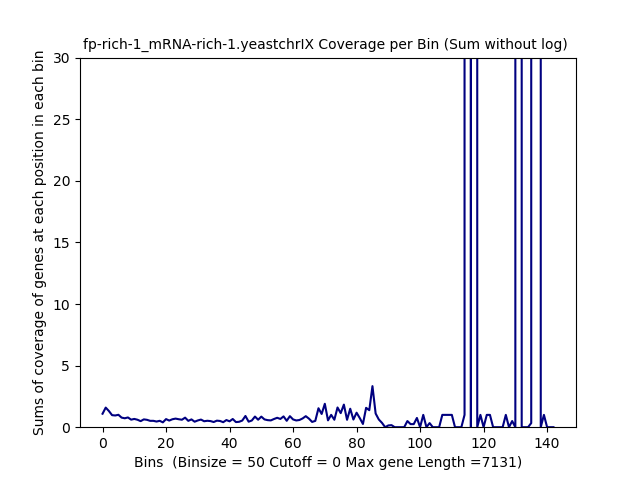 fp-rich-1_mRNA-rich-1.yeastchrIX Coverage per Bin (Sum without log)
Sums of coverage of genes at each position in each bin
30
25
20
15
10
5
0
0 20 40 60 80 100 120 140
Bins  (Binsize = 50 Cutoff = 0 Max gene Length =7131)